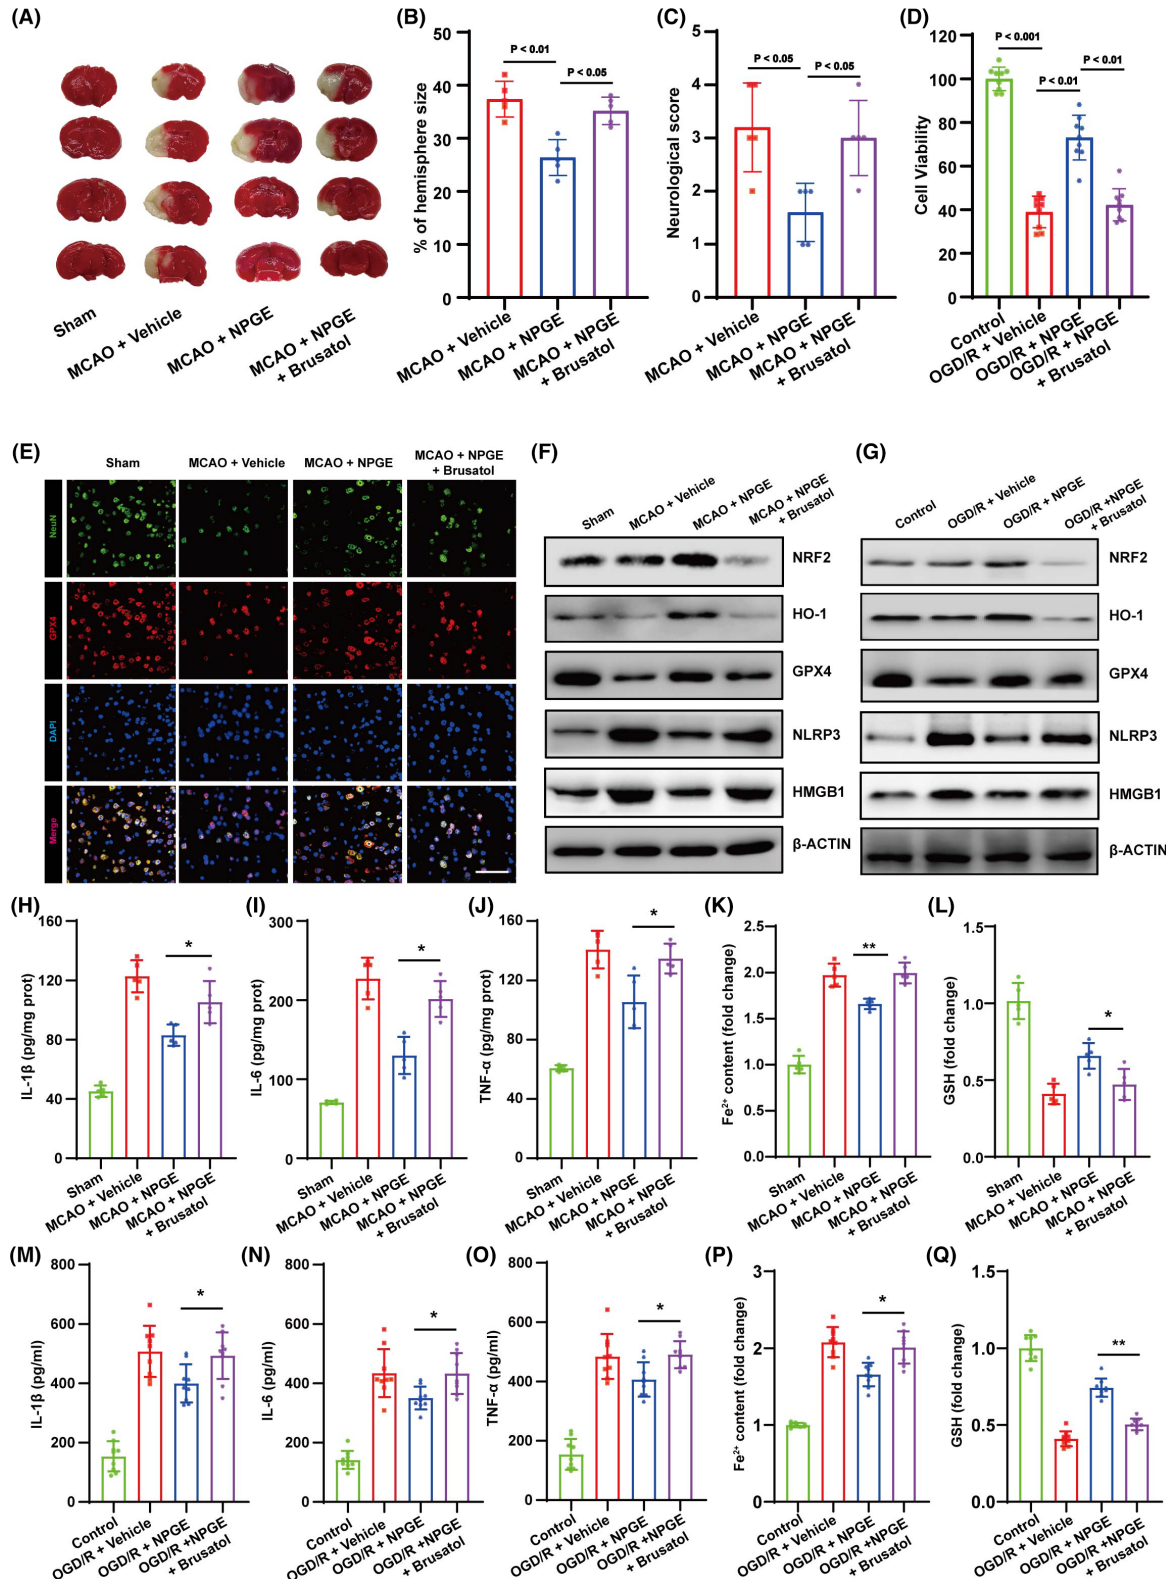 (A)
Sham
MCAO + Vehicle
MCAO + NPGE
MCAO + NPGE
+ Brusatol
(B)
% of hemisphere size
50
40
30
20
10
0
P < 0.01
P < 0.05
MCAO + Vehicle
MCAO + NPGE
MCAO + NPGE
+ Brusatol
(C)
Neurological score
5
4
3
2
1
0
P < 0.05
P < 0.05
MCAO + Vehicle
MCAO + NPGE
MCAO + NPGE
+ Brusatol
(D)
Cell Viability
120
100
80
60
40
20
0
P < 0.001
P < 0.01
P < 0.01
Control
OGD/R + Vehicle
OGD/R + NPGE
OGD/R + NPGE
+ Brusatol
(E)
Sham
MCAO + Vehicle
MCAO + NPGE
MCAO + NPGE
+ Brusatol
NeuN
GPX4
DAPI
Merge
(F)
Sham
MCAO + Vehicle
MCAO + NPGE
MCAO + NPGE
+ Brusatol
NRF2
HO-1
GPX4
NLRP3
HMGB1
β-ACTIN
(G)
Control
OGD/R + Vehicle
OGD/R + NPGE
OGD/R +NPGE
+ Brusatol
NRF2
HO-1
GPX4
NLRP3
HMGB1
β-ACTIN
(H)
IL-1β (pg/mg prot)
160
120
80
40
0
*
Sham
MCAO + Vehicle
MCAO + NPGE
MCAO + NPGE
+ Brusatol
(I)
IL-6 (pg/mg prot)
300
200
100
0
*
Sham
MCAO + Vehicle
MCAO + NPGE
MCAO + NPGE
+ Brusatol
(J)
TNF-α (pg/mg prot)
160
120
80
40
0
*
Sham
MCAO + Vehicle
MCAO + NPGE
MCAO + NPGE
+ Brusatol
(K)
Fe²⁺ content (fold change)
2.5
2.0
1.5
1.0
0.5
0.0
**
Sham
MCAO + Vehicle
MCAO + NPGE
MCAO + NPGE
+ Brusatol
(L)
GSH (fold change)
1.5
1.0
0.5
0.0
*
Sham
MCAO + Vehicle
MCAO + NPGE
MCAO + NPGE
+ Brusatol
(M)
IL-1β (pg/ml)
800
600
400
200
0
*
Control
OGD/R + Vehicle
OGD/R + NPGE
OGD/R +NPGE
+ Brusatol
(N)
IL-6 (pg/ml)
800
600
400
200
0
*
Control
OGD/R + Vehicle
OGD/R + NPGE
OGD/R +NPGE
+ Brusatol
(O)
TNF-α (pg/ml)
800
600
400
200
0
*
Control
OGD/R + Vehicle
OGD/R + NPGE
OGD/R +NPGE
+ Brusatol
(P)
Fe²⁺ content (fold change)
3
2
1
0
*
Control
OGD/R + Vehicle
OGD/R + NPGE
OGD/R +NPGE
+ Brusatol
(Q)
GSH (fold change)
1.5
1.0
0.5
0.0
**
Control
OGD/R + Vehicle
OGD/R + NPGE
OGD/R +NPGE
+ Brusatol